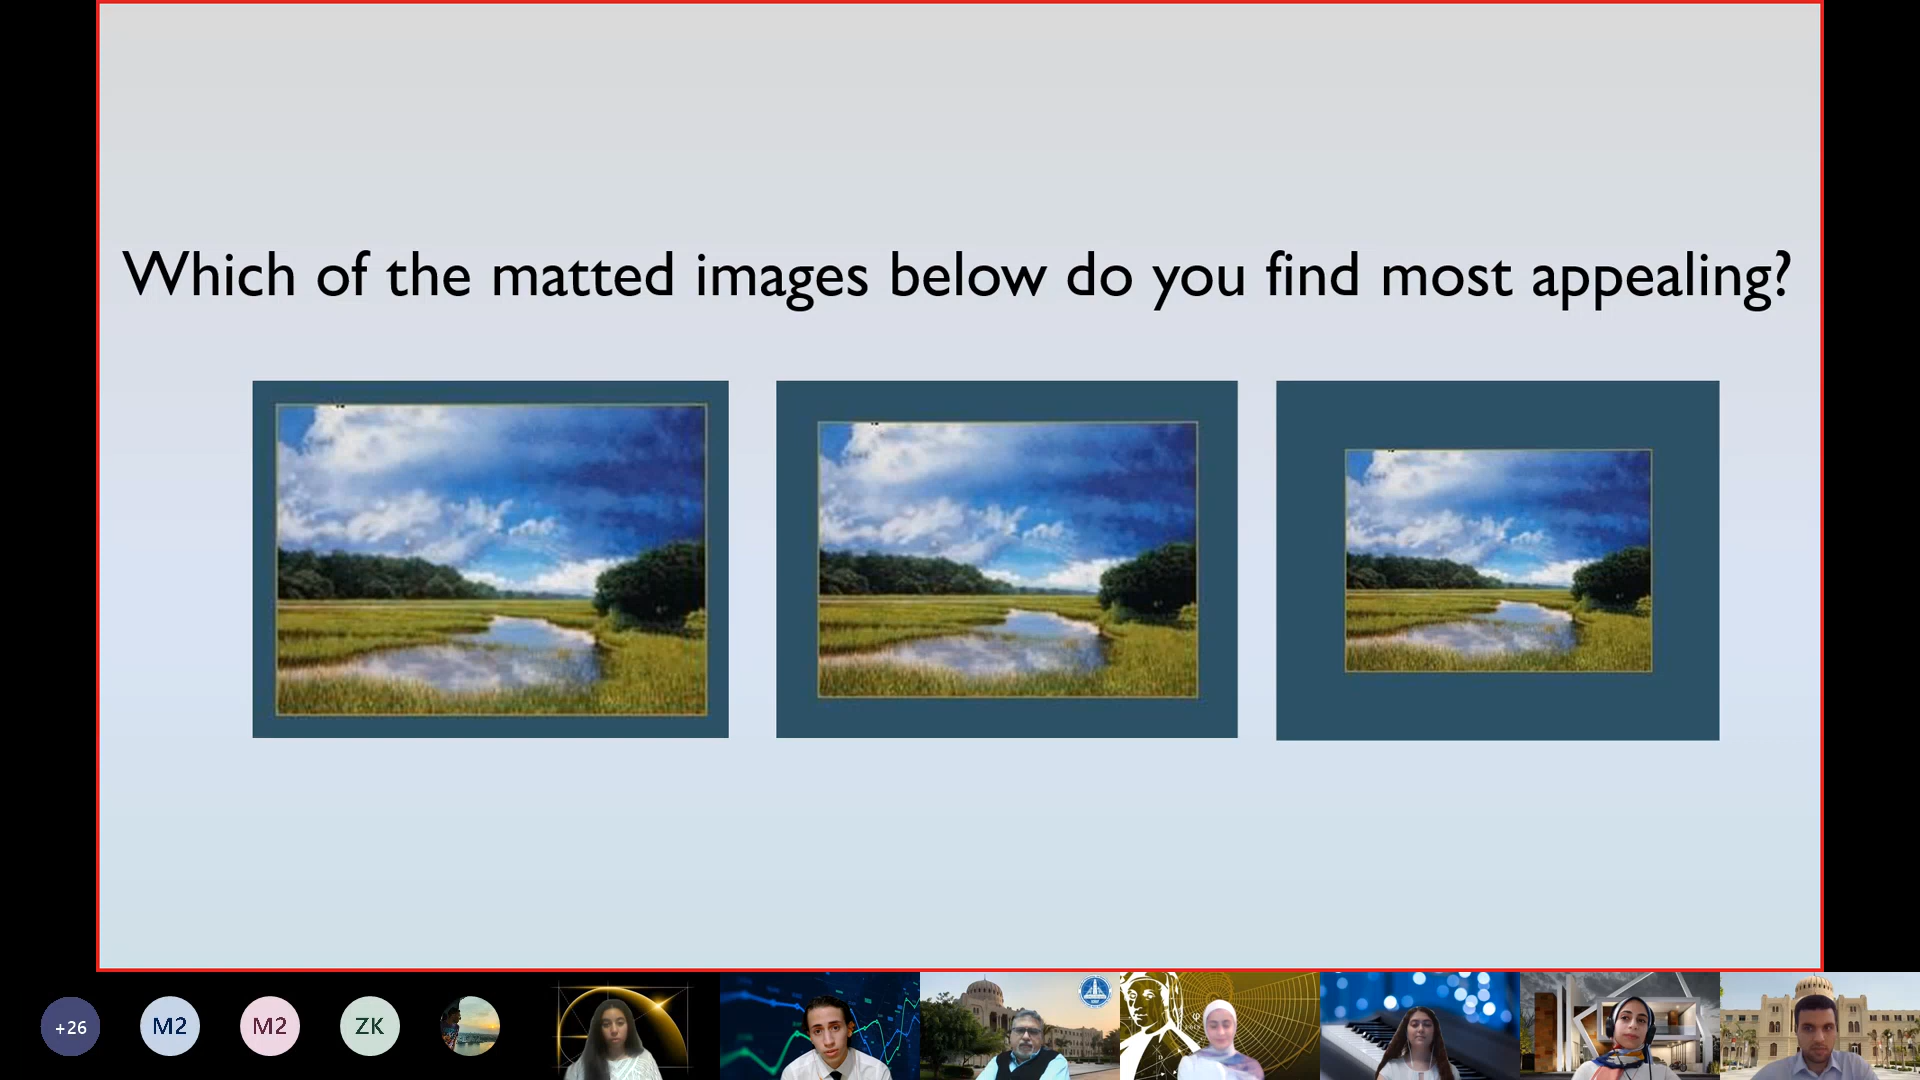 Which of the matted images below do you find most appealing?
+26
M2
M2
ZK
φ